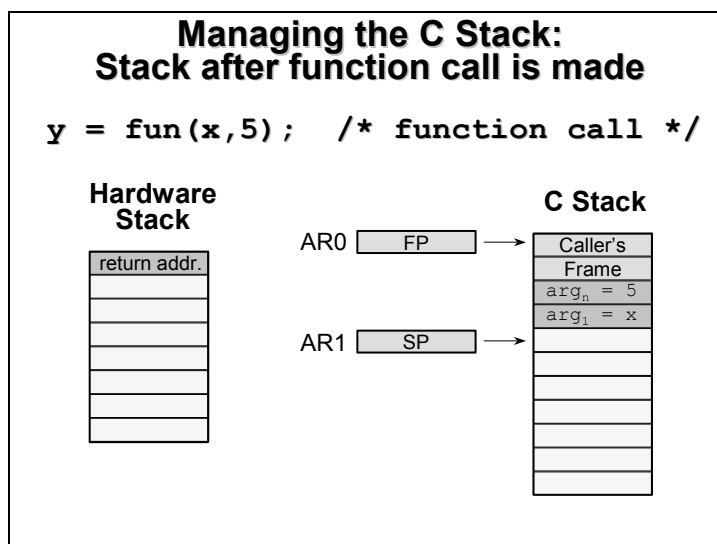 Managing the C Stack:
Stack after function call is made
y = fun(x,5);  /* function call */
Hardware
Stack
return addr.
AR0
FP
AR1
SP
C Stack
Caller's
Frame
argₙ = 5
arg₁ = x